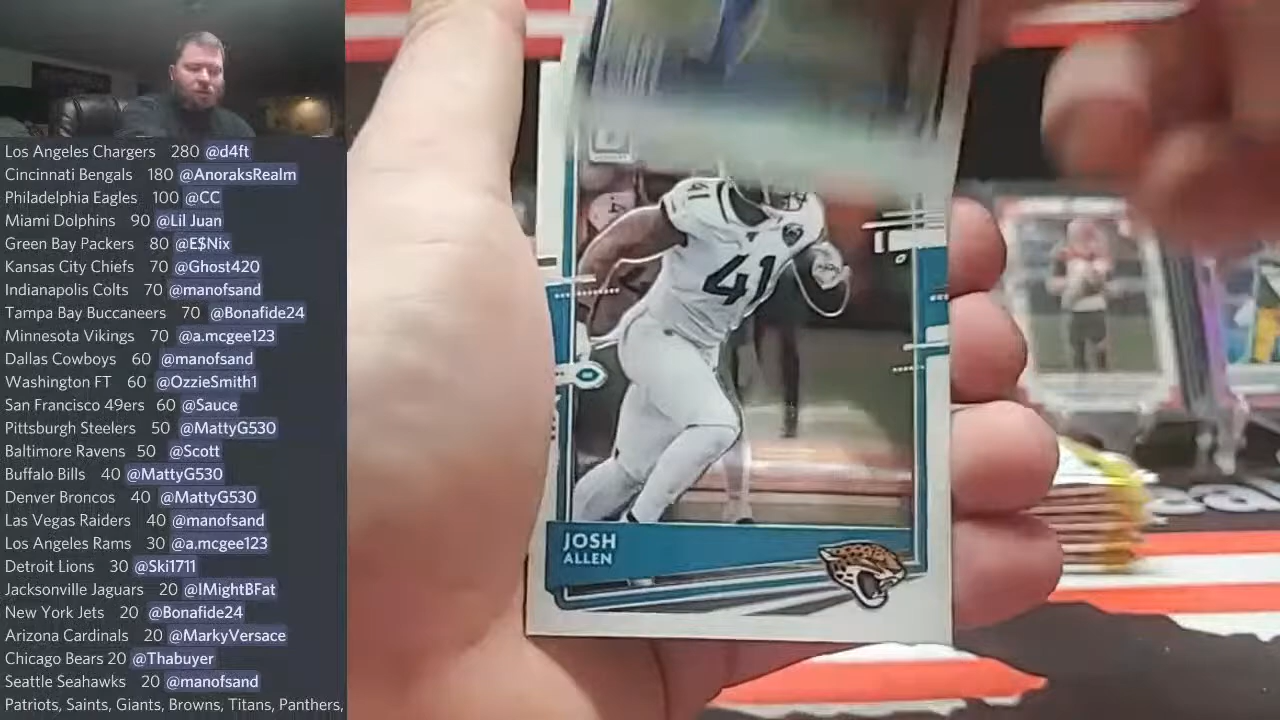 Los Angeles Chargers 280 @d4ft
Cincinnati Bengals 180 @AnoraksRealm
Philadelphia Eagles 100 @CC
Miami Dolphins 90 @Lil Juan
Green Bay Packers 80 @E$Nix
Kansas City Chiefs 70 @Ghost420
Indianapolis Colts 70 @manofsand
Tampa Bay Buccaneers 70 @Bonafide24
Minnesota Vikings 70 @a.mcgee123
Dallas Cowboys 60 @manofsand
Washington FT 60 @OzzieSmith1
San Francisco 49ers 60 @Sauce
Pittsburgh Steelers 50 @MattyG530
Baltimore Ravens 50 @Scott
Buffalo Bills 40 @MattyG530
Denver Broncos 40 @MattyG530
Las Vegas Raiders 40 @manofsand
Los Angeles Rams 30 @a.mcgee123
Detroit Lions 30 @Ski1711
Jacksonville Jaguars 20 @IMightBFat
New York Jets 20 @Bonafide24
Arizona Cardinals 20 @MarkyVersace
Chicago Bears 20 @Thabuyer
Seattle Seahawks 20 @manofsand
Patriots, Saints, Giants, Browns, Titans, Panthers,
41
41
JOSH
ALLEN